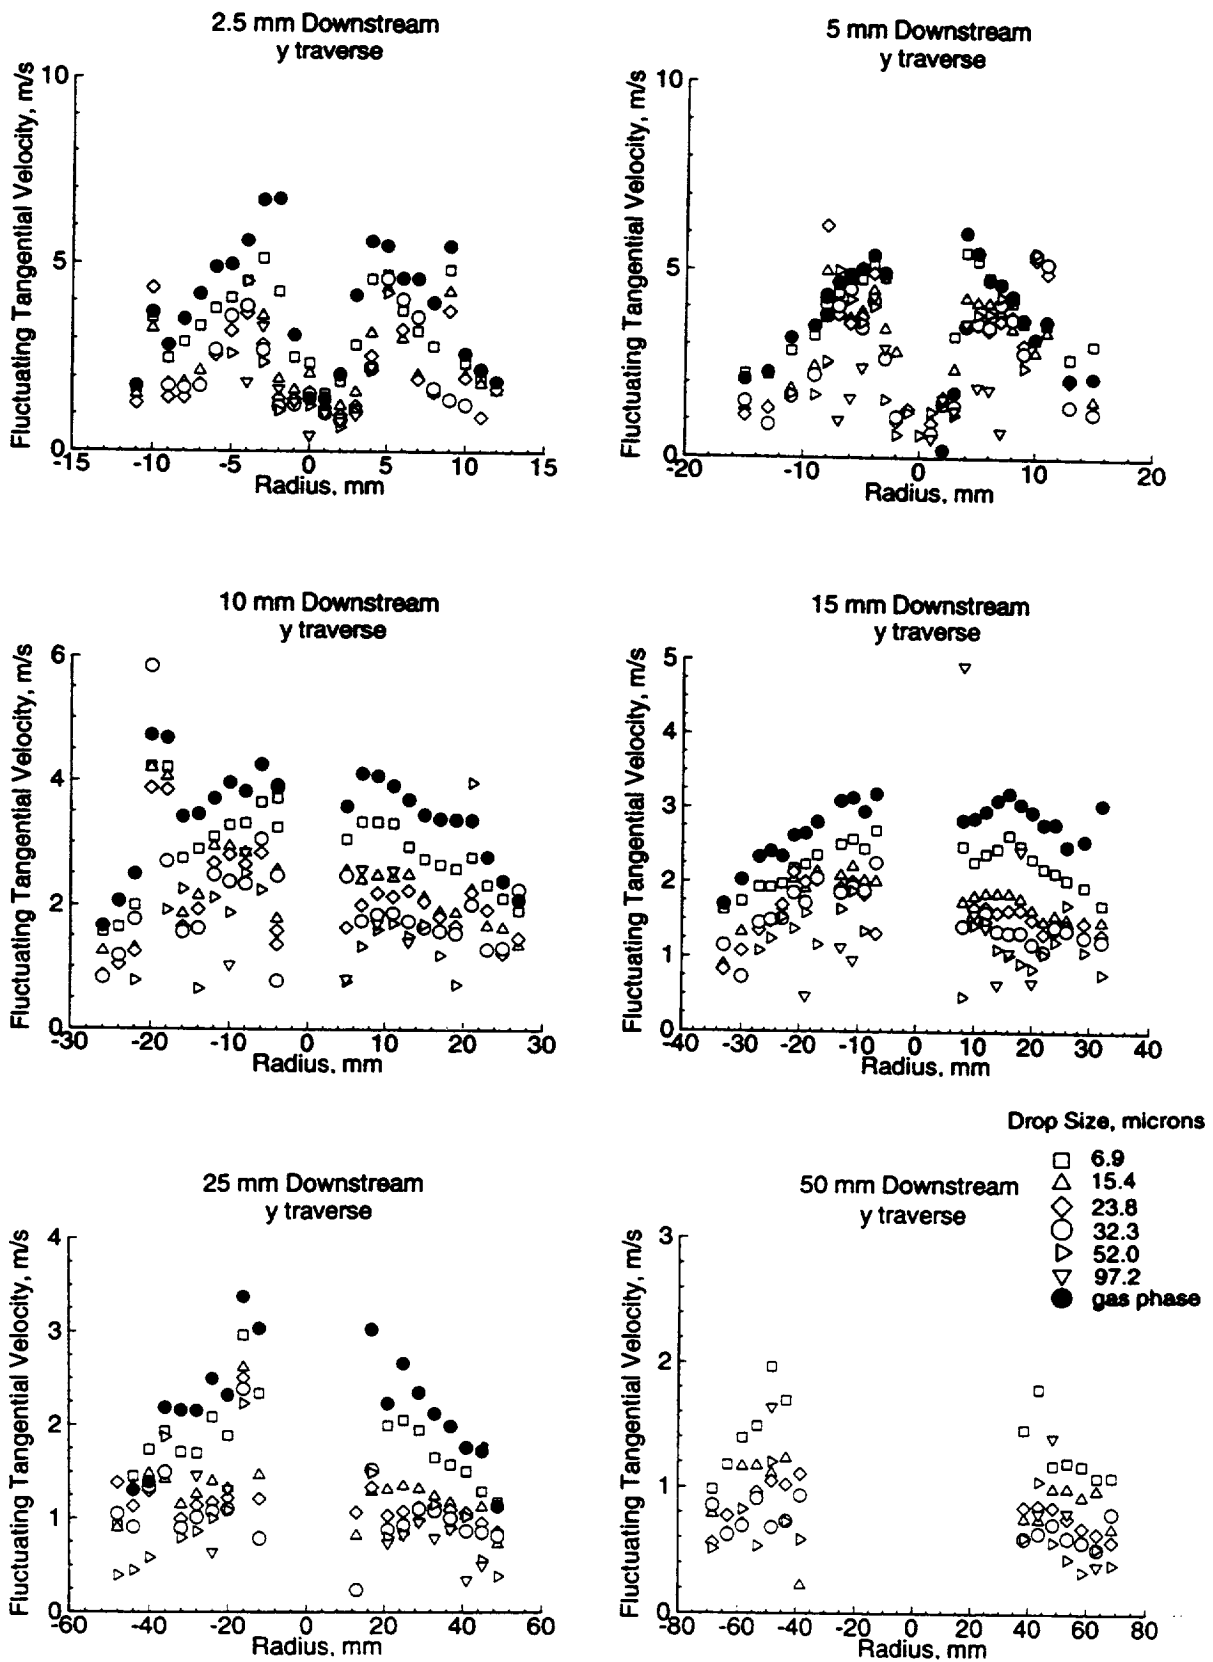 2.5 mm Downstream
y traverse
Fluctuating Tangential Velocity, m/s
10
5
0
-15 -10 -5 0 5 10 15
Radius, mm
5 mm Downstream
y traverse
Fluctuating Tangential Velocity, m/s
10
5
0
-20 -10 0 10 20
Radius, mm
10 mm Downstream
y traverse
Fluctuating Tangential Velocity, m/s
6
4
2
0
-30 -20 -10 0 10 20 30
Radius, mm
15 mm Downstream
y traverse
Fluctuating Tangential Velocity, m/s
5
4
3
2
1
0
-40 -30 -20 -10 0 10 20 30 40
Radius, mm
Drop Size, microns
6.9
15.4
23.8
32.3
52.0
97.2
gas phase
25 mm Downstream
y traverse
Fluctuating Tangential Velocity, m/s
4
3
2
1
0
-60 -40 -20 0 20 40 60
Radius, mm
50 mm Downstream
y traverse
Fluctuating Tangential Velocity, m/s
3
2
1
0
-80 -60 -40 -20 0 20 40 60 80
Radius, mm